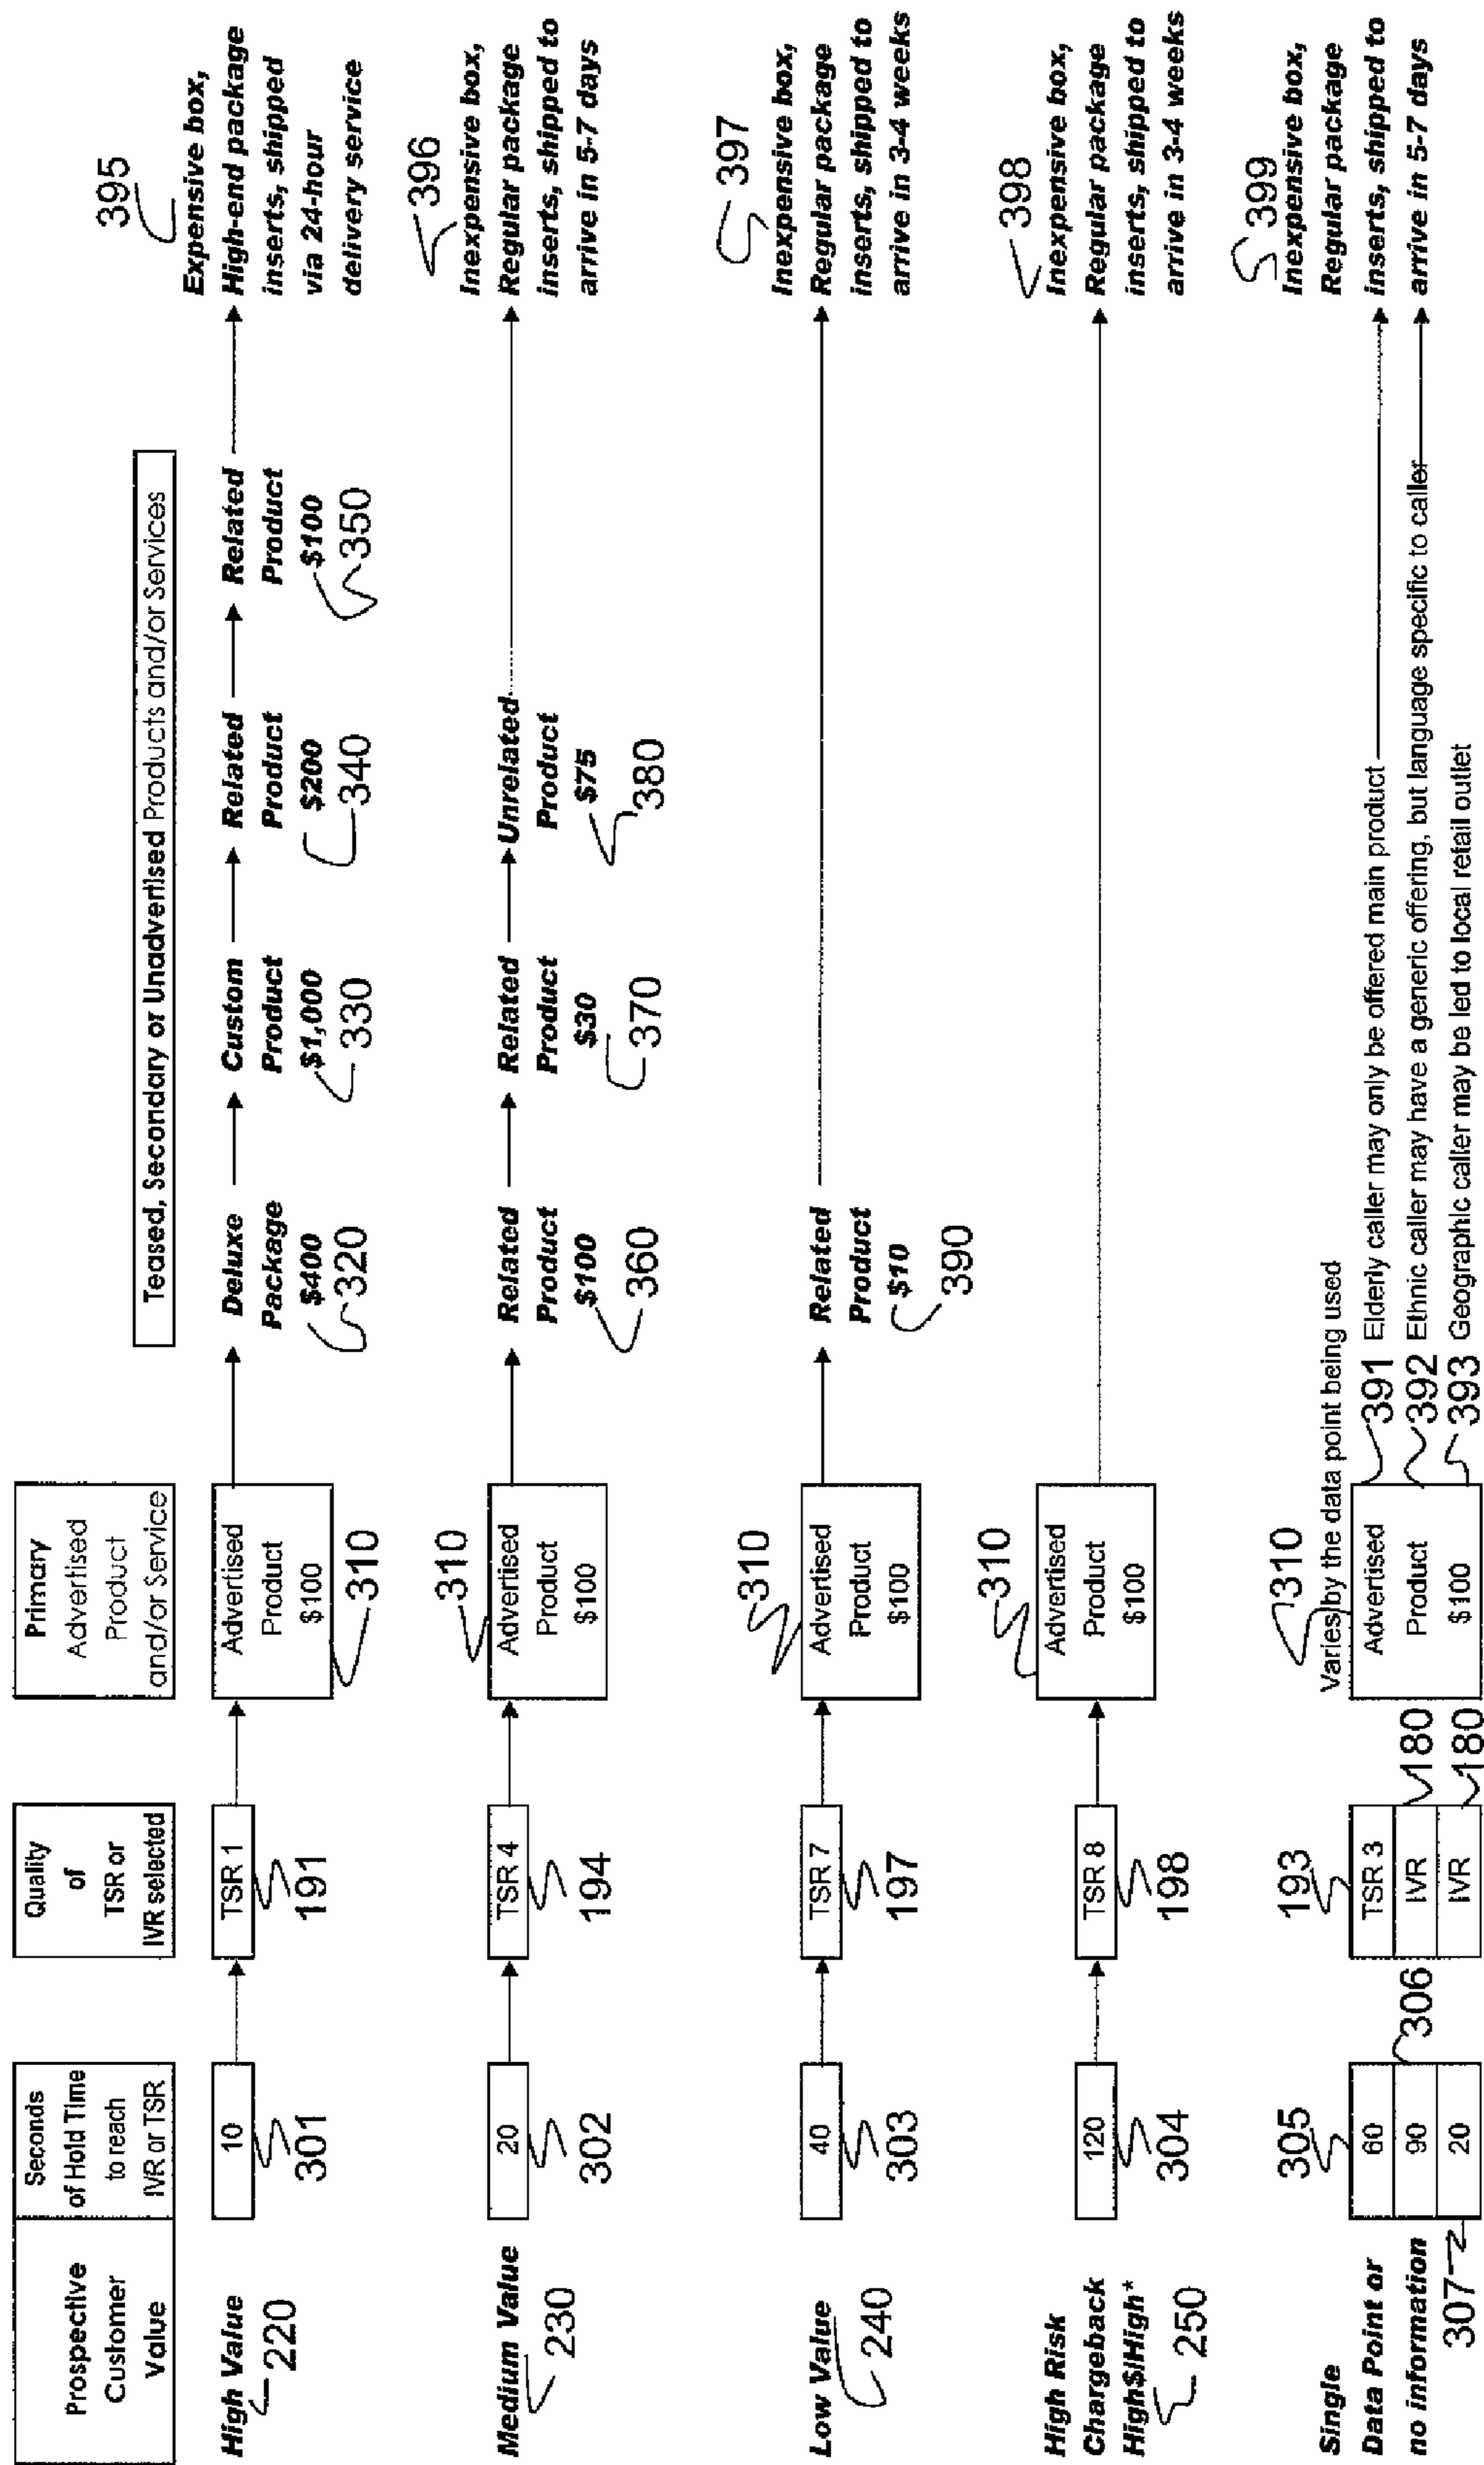 Prospective
Customer
Value
Seconds
of Hold Time
to reach
IVR or TSR
Quality
of
TSR or
IVR selected
Primary
Advertised
Product
and/or Service
Teased, Secondary or Unadvertised Products and/or Services
High Value
220
10
301
TSR 1
191
Advertised
Product
$100
310
Deluxe
Package
$400
320
Custom
Product
$1,000
330
Related
Product
$200
340
Related
Product
$100
350
395
Expensive box,
High-end package
inserts, shipped
via 24-hour
delivery service
Medium Value
230
20
302
TSR 4
194
310
Advertised
Product
$100
Related
Product
$100
360
Related
Product
$30
370
Unrelated
Product
$75
380
396
Inexpensive box,
Regular package
inserts, shipped to
arrive in 5-7 days
Low Value
240
40
303
TSR 7
197
310
Advertised
Product
$100
Related
Product
$10
390
397
Inexpensive box,
Regular package
inserts, shipped to
arrive in 3-4 weeks
High Risk
Chargeback
High$/High*
250
120
304
TSR 8
198
310
Advertised
Product
$100
398
Inexpensive box,
Regular package
inserts, shipped to
arrive in 3-4 weeks
Single
Data Point or
no information
307
305
60
90
20
306
193
TSR 3
IVR
IVR
180
180
310
Varies by the data point being used
Advertised
Product
$100
391 Elderly caller may only be offered main product
392 Ethnic caller may have a generic offering, but language specific to caller
393 Geographic caller may be led to local retail outlet
399
Inexpensive box,
Regular package
inserts, shipped to
arrive in 5-7 days